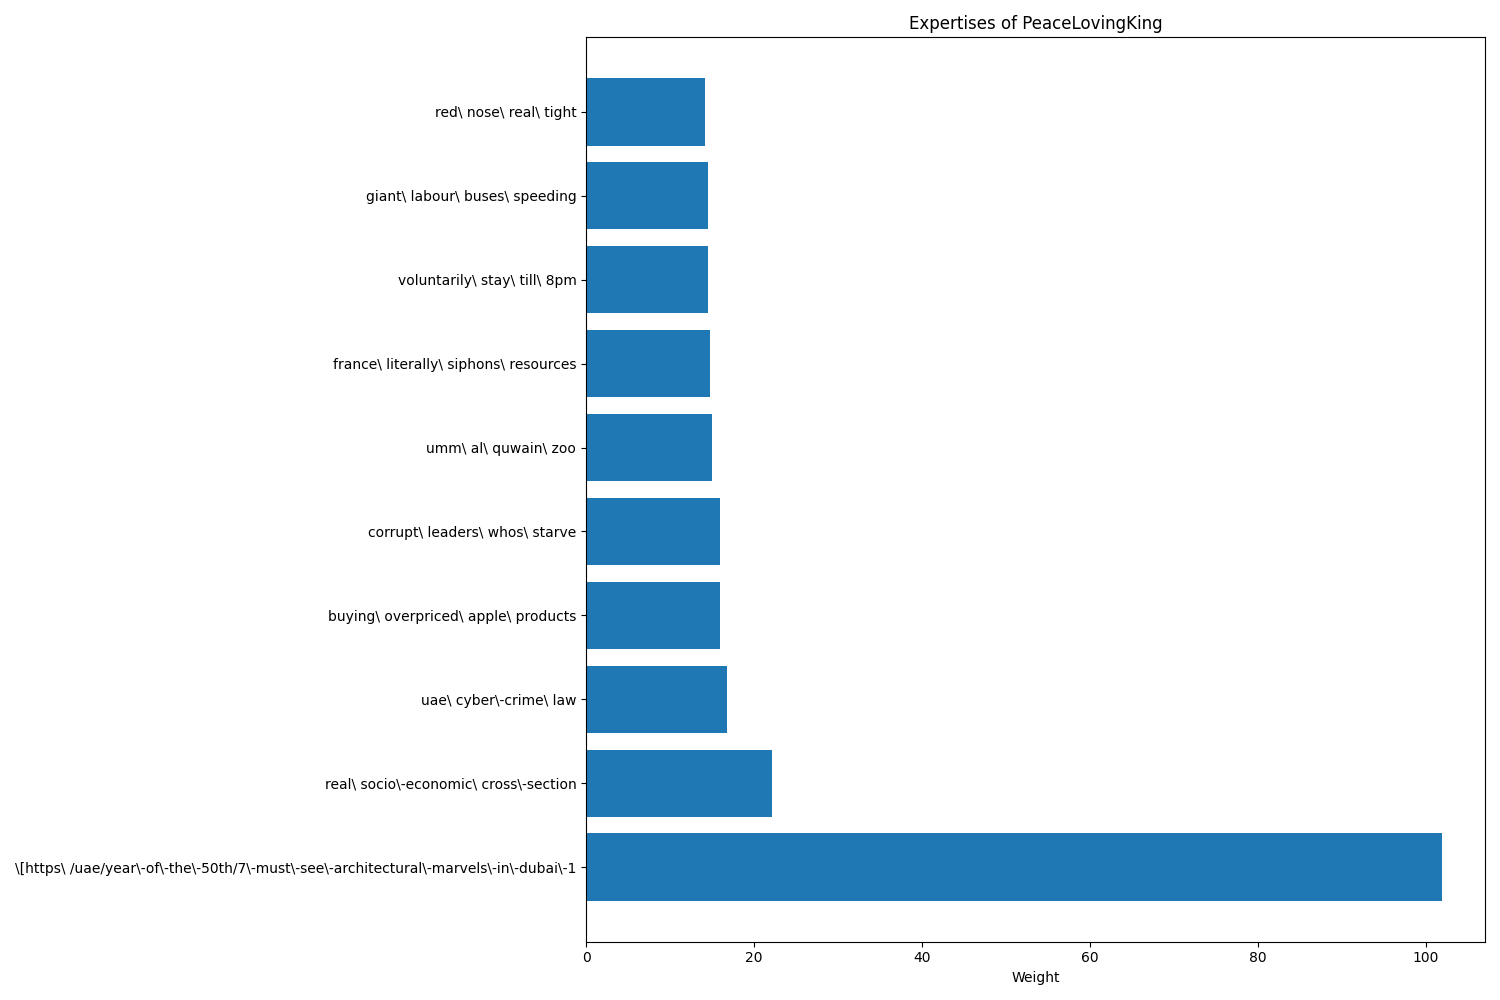 Expertises of PeaceLovingKing
red\ nose\ real\ tight
giant\ labour\ buses\ speeding
voluntarily\ stay\ till\ 8pm
france\ literally\ siphons\ resources
umm\ al\ quwain\ zoo
corrupt\ leaders\ whos\ starve
buying\ overpriced\ apple\ products
uae\ cyber\-crime\ law
real\ socio\-economic\ cross\-section
\[https\ /uae/year\-of\-the\-50th/7\-must\-see\-architectural\-marvels\-in\-dubai\-1
0 20 40 60 80 100
Weight